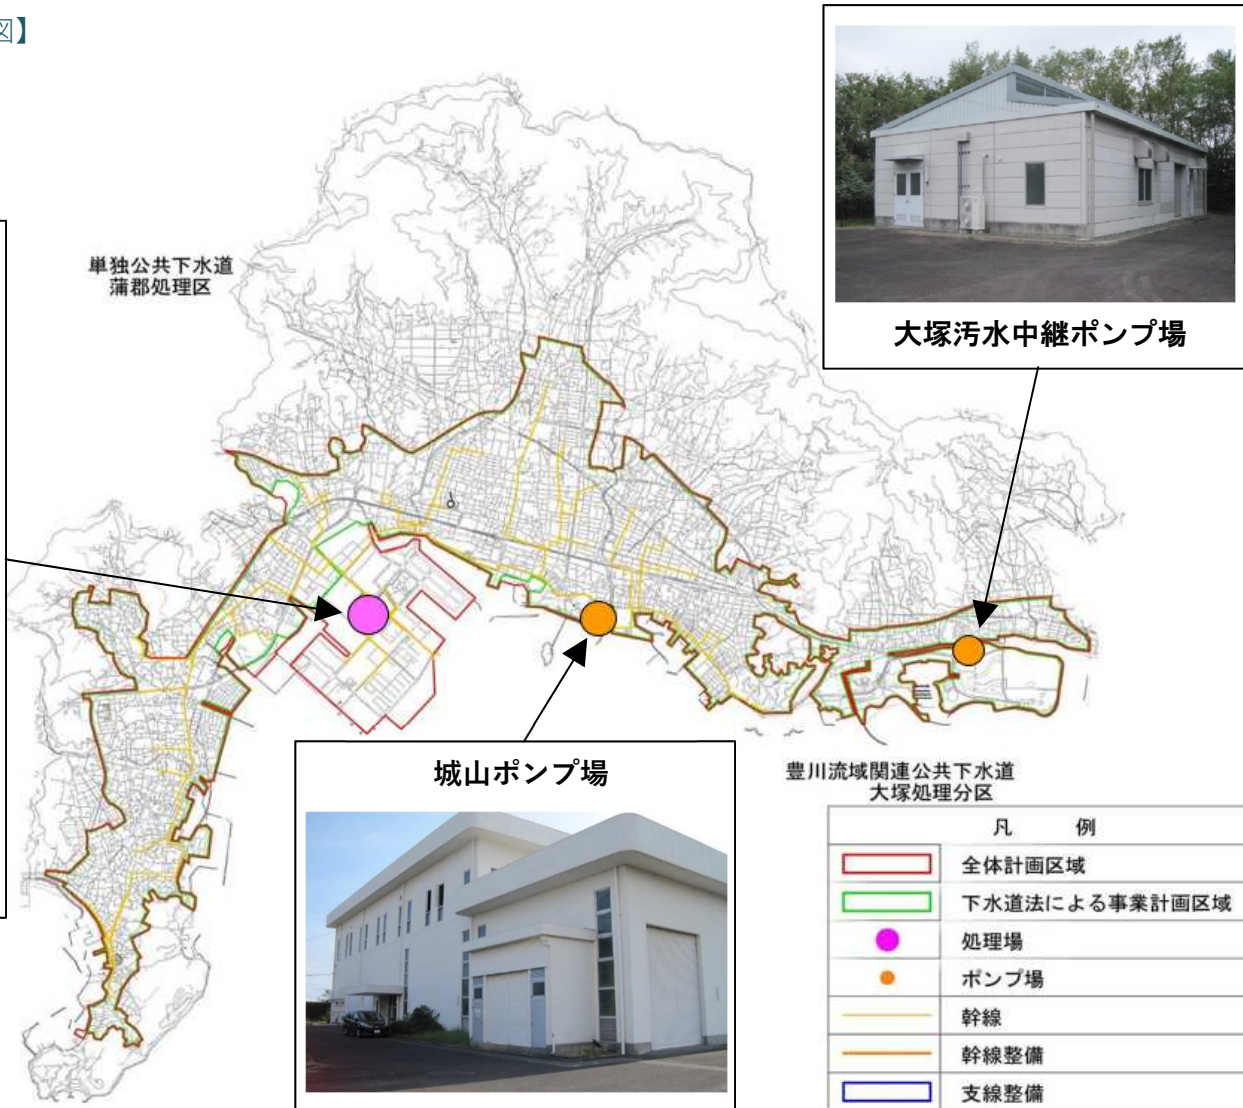 図】
単独公共下水道
蒲郡処理区
大塚汚水中継ポンプ場
城山ポンプ場
豊川流域関連公共下水道
大塚処理分区
凡 例
全体計画区域
下水道法による事業計画区域
処理場
ポンプ場
幹線
幹線整備
支線整備